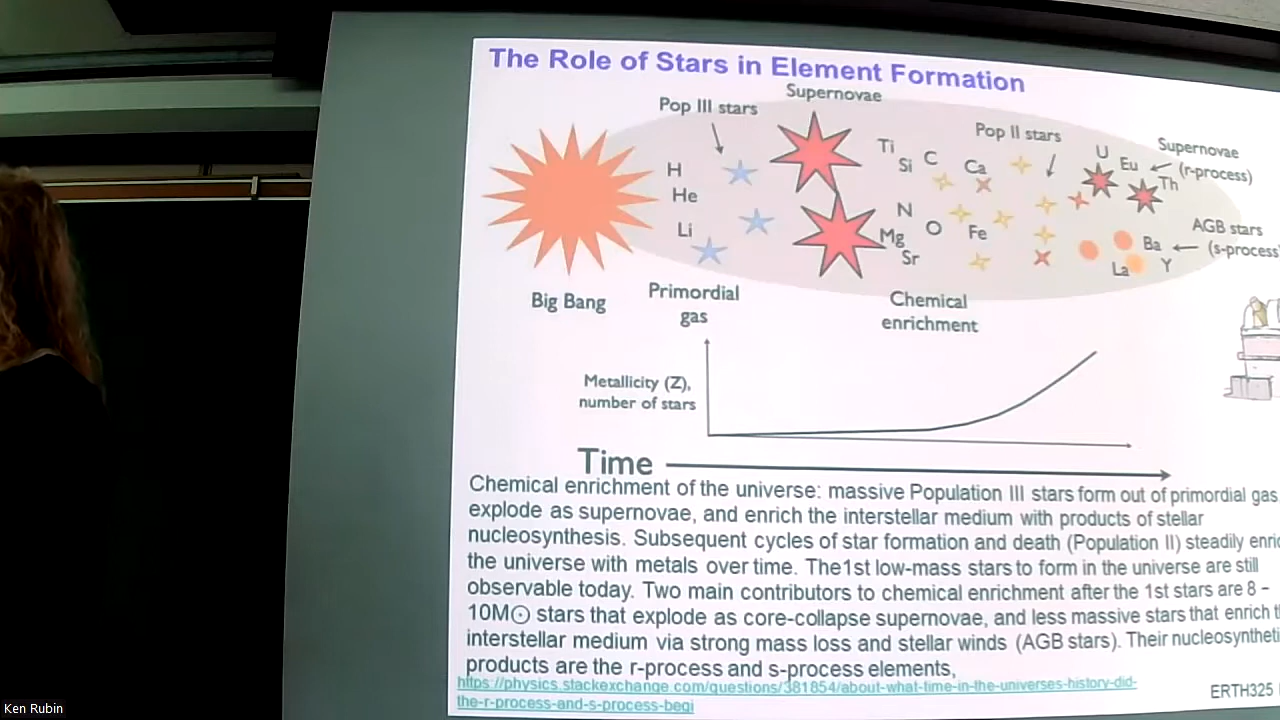 The Role of Stars in Element Formation
Supernovae
Pop III stars
Pop II stars
Supernovae
(r-process)
Ti
Si
C
Ca
U
Eu
Th
H
He
Li
N
O
Mg
Fe
Sr
AGB stars
(s-process
Ba
La
Y
Big Bang
Primordial
gas
Chemical
enrichment
Metallicity (Z),
number of stars
Time
Chemical enrichment of the universe: massive Population III stars form out of primordial gas
explode as supernovae, and enrich the interstellar medium with products of stellar
nucleosynthesis. Subsequent cycles of star formation and death (Population II) steadily enric
the universe with metals over time. The1st low-mass stars to form in the universe are still
observable today. Two main contributors to chemical enrichment after the 1st stars are 8 –
10M⊙ stars that explode as core-collapse supernovae, and less massive stars that enrich t
interstellar medium via strong mass loss and stellar winds (AGB stars). Their nucleosyntheti
products are the r-process and s-process elements,
https://physics.stackexchange.com/questions/381854/about-what-time-in-the-universes-history-did-
the-r-process-and-s-process-begi
ERTH325
Ken Rubin